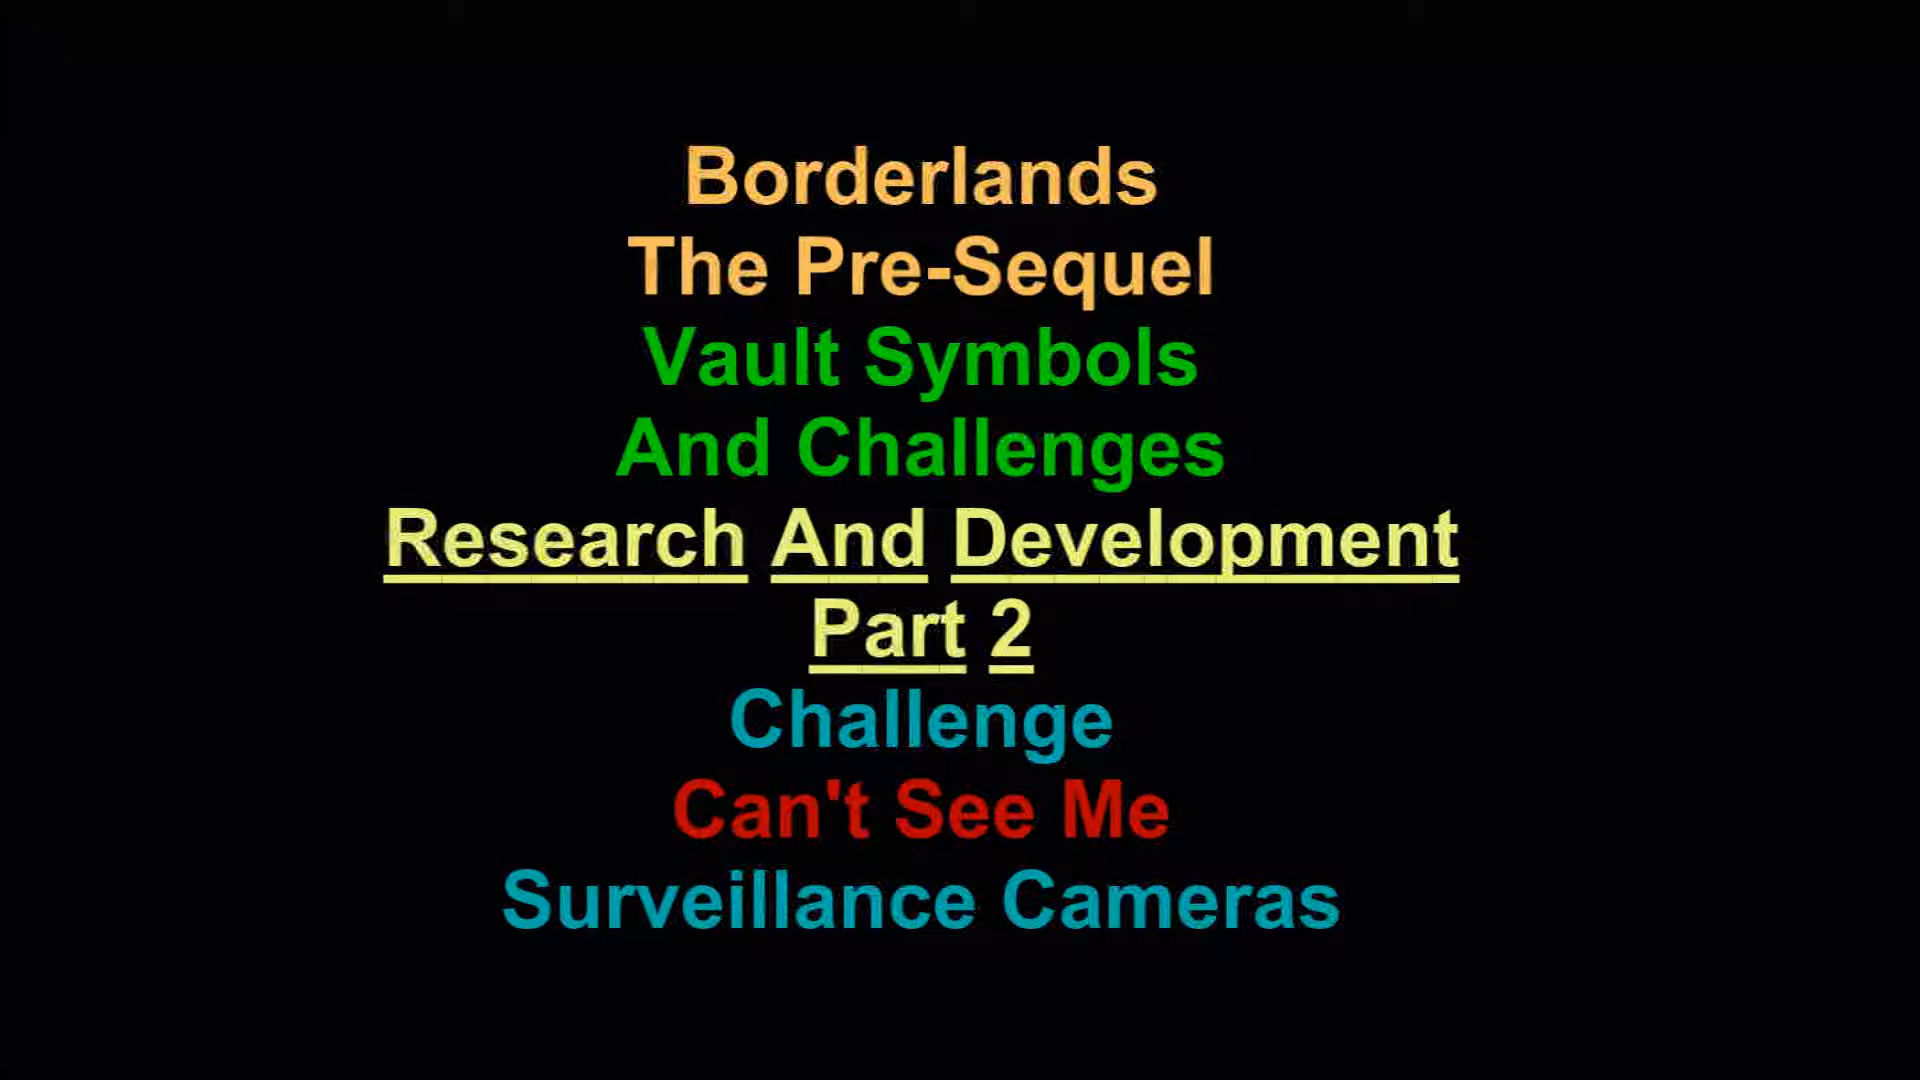 Borderlands
The Pre-Sequel
Vault Symbols
And Challenges
Research And Development
Part 2
Challenge
Can't See Me
Surveillance Cameras